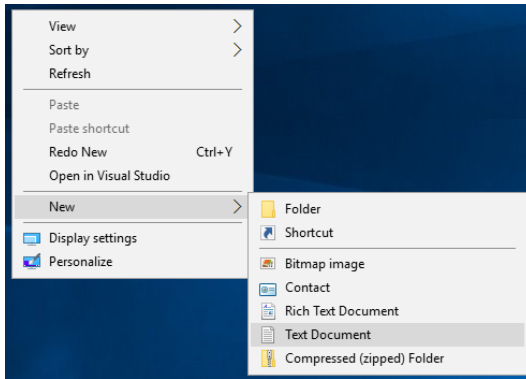 View
Sort by
Refresh
Paste
Paste shortcut
Redo New Ctrl+Y
Open in Visual Studio
New
Display settings
Personalize
Folder
Shortcut
Bitmap image
Contact
Rich Text Document
Text Document
Compressed (zipped) Folder